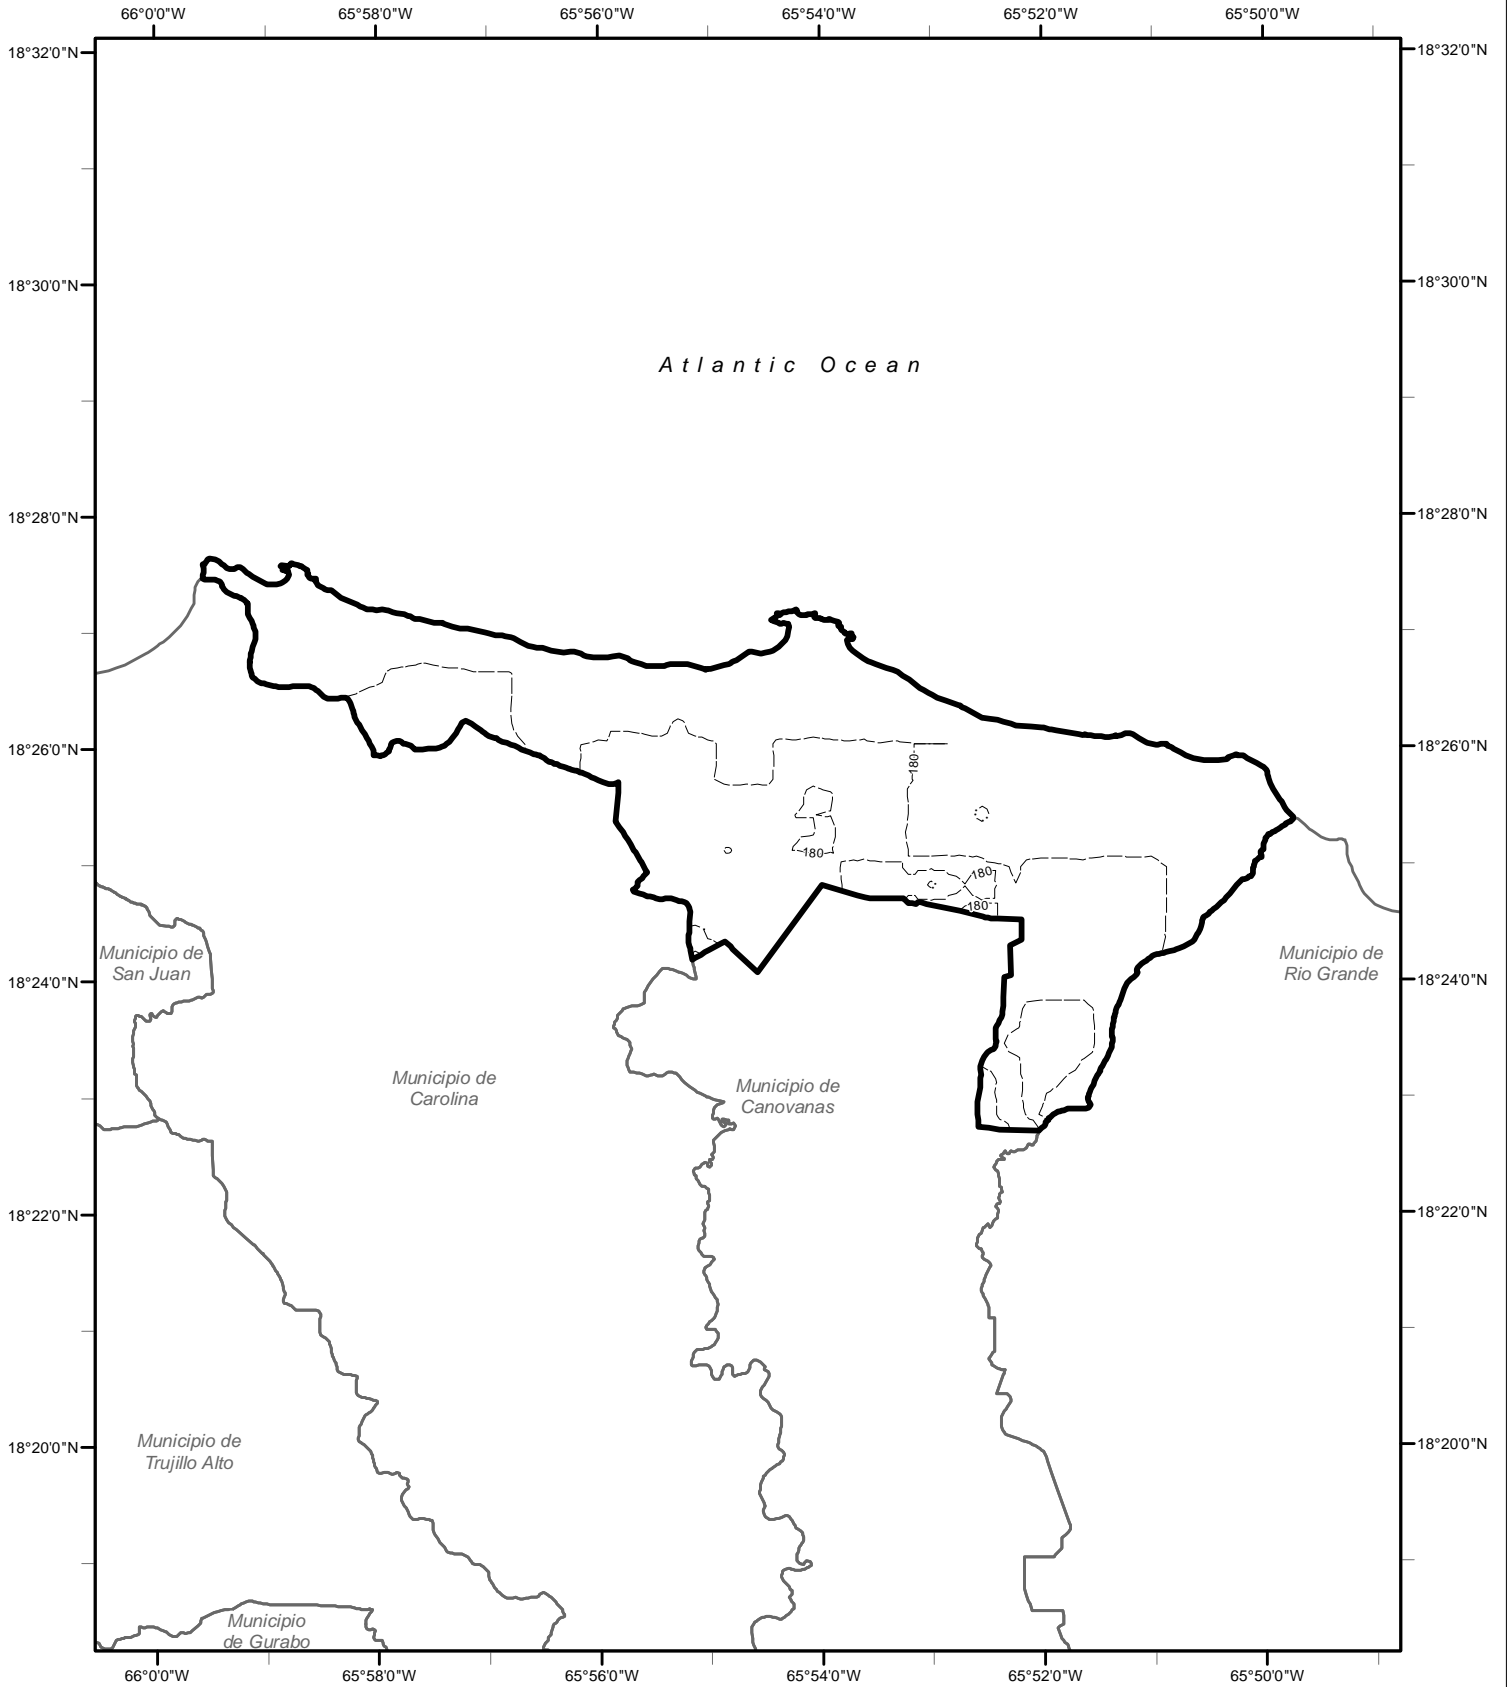 66°0'0"W
65°58'0"W
65°56'0"W
65°54'0"W
65°52'0"W
65°50'0"W
18°32'0"N
18°32'0"N
18°30'0"N
18°30'0"N
Atlantic Ocean
18°28'0"N
18°28'0"N
18°26'0"N
18°26'0"N
180
180
180
180
Municipio de
San Juan
Municipio de
Rio Grande
18°24'0"N
18°24'0"N
Municipio de
Carolina
Municipio de
Canovanas
18°22'0"N
18°22'0"N
Municipio de
Trujillo Alto
18°20'0"N
18°20'0"N
Municipio
de Gurabo
66°0'0"W
65°58'0"W
65°56'0"W
65°54'0"W
65°52'0"W
65°50'0"W